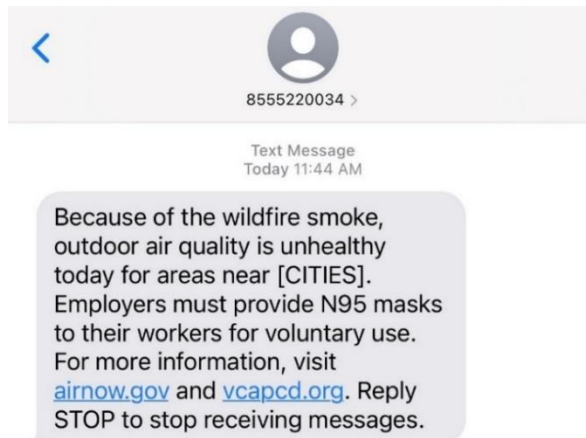 8555220034 >
Text Message
Today 11:44 AM
Because of the wildfire smoke,
outdoor air quality is unhealthy
today for areas near [CITIES].
Employers must provide N95 masks
to their workers for voluntary use.
For more information, visit
airnow.gov and vcapcd.org. Reply
STOP to stop receiving messages.